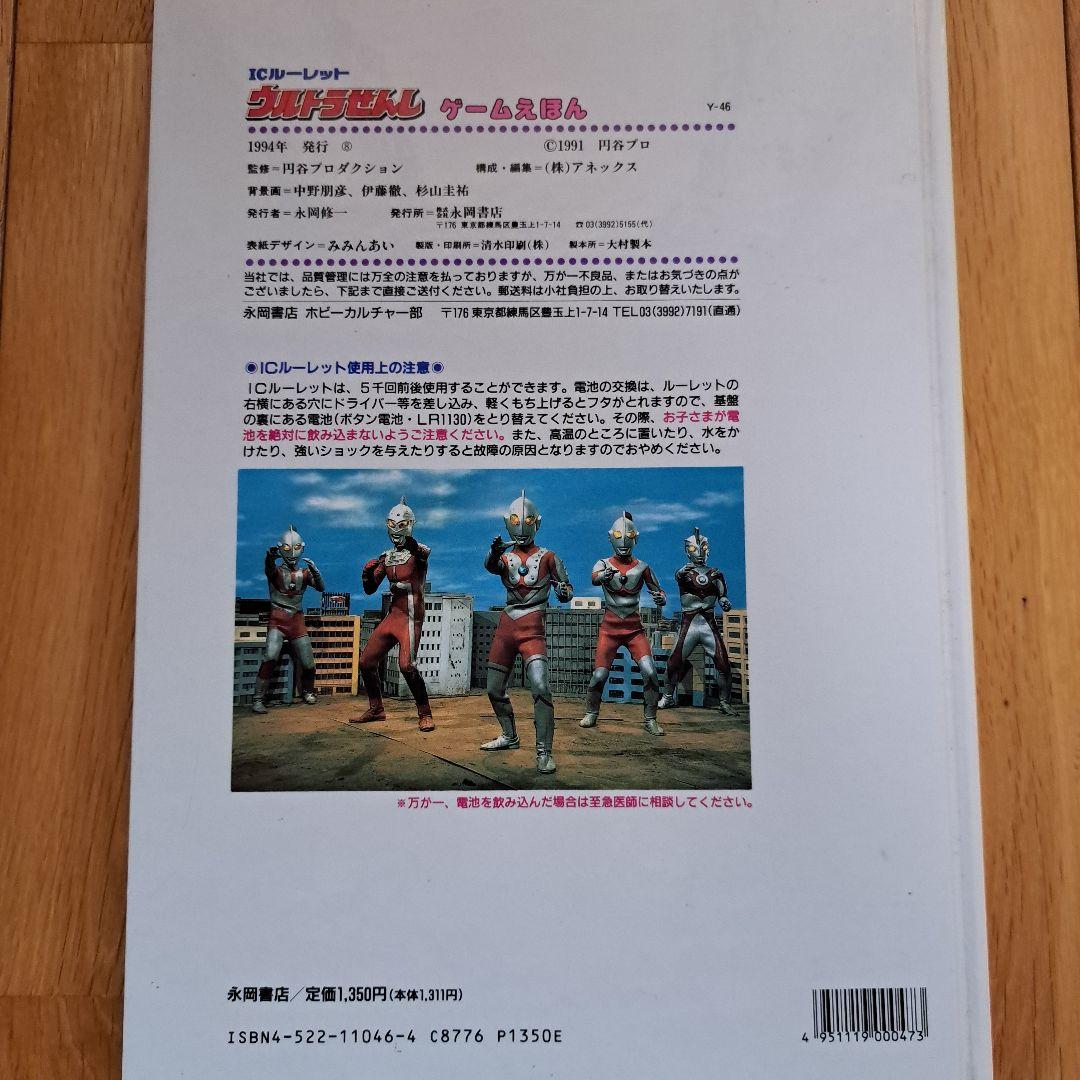 ICルーレット
ウルトラせんし ゲームえほん Y-46
1994年 発行 ⑧ ©1991 円谷プロ
監修=円谷プロダクション 構成・編集=(株)アネックス
背景画=中野朋彦、伊藤徹、杉山圭祐
発行者=永岡修一 発行所=株式会社永岡書店
〒176 東京都練馬区豊玉上1-7-14 ☎03(3992)5155(代)
表紙デザイン=みみんあい 製版・印刷所=清水印刷(株) 製本所=大村製本
当社では、品質管理には万全の注意を払っておりますが、万が一不良品、またはお気づきの点が
ございましたら、下記まで直接ご送付ください。郵送料は小社負担の上、お取り替えいたします。
永岡書店 ホビーカルチャー部 〒176 東京都練馬区豊玉上1-7-14 TEL03(3992)7191(直通)
◉ICルーレット使用上の注意◉
ICルーレットは、5千回前後使用することができます。電池の交換は、ルーレットの
右横にある穴にドライバー等を差し込み、軽くもち上げるとフタがとれますので、基盤
の裏にある電池(ボタン電池・LR1130)をとり替えてください。その際、お子さまが電
池を絶対に飲み込まないようご注意ください。また、高温のところに置いたり、水をか
けたり、強いショックを与えたりすると故障の原因となりますのでおやめください。
※万が一、電池を飲み込んだ場合は至急医師に相談してください。
永岡書店/定価1,350円(本体1,311円)
ISBN4-522-11046-4 C8776 P1350E
4 951119 000473